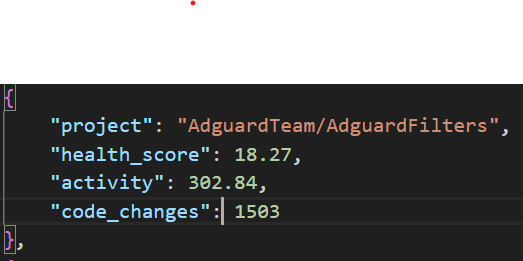 {
"project": "AdguardTeam/AdguardFilters",
"health_score": 18.27,
"activity": 302.84,
"code_changes": 1503
},